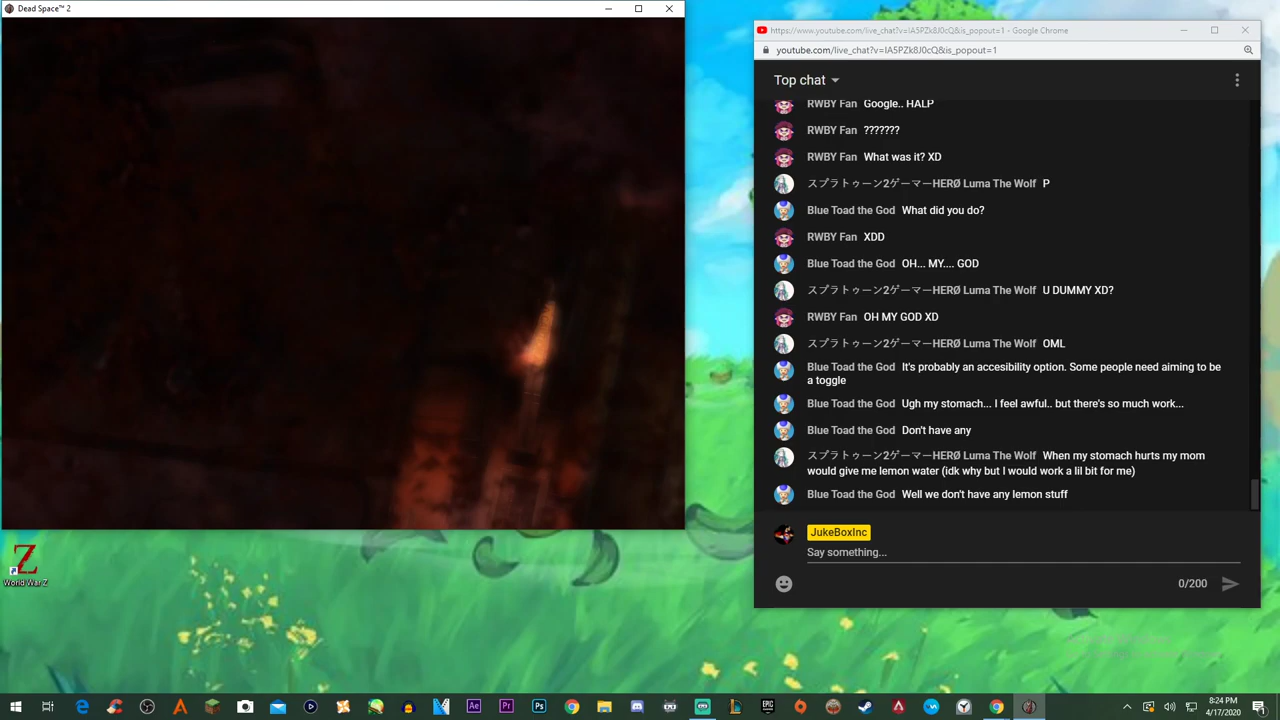 Dead Space™ 2
https://www.youtube.com/live_chat?v=IA5PZk8J0cQ&is_popout=1 - Google Chrome
youtube.com/live_chat?v=IA5PZk8J0cQ&is_popout=1
Top chat
RWBY Fan Google.. HALP
RWBY Fan ???????
RWBY Fan What was it? XD
スプラトゥーン2ゲーマーHERØ Luma The Wolf P
Blue Toad the God What did you do?
RWBY Fan XDD
Blue Toad the God OH... MY.... GOD
スプラトゥーン2ゲーマーHERØ Luma The Wolf U DUMMY XD?
RWBY Fan OH MY GOD XD
スプラトゥーン2ゲーマーHERØ Luma The Wolf OML
Blue Toad the God It's probably an accesibility option. Some people need aiming to be
a toggle
Blue Toad the God Ugh my stomach... I feel awful.. but there's so much work...
Blue Toad the God Don't have any
スプラトゥーン2ゲーマーHERØ Luma The Wolf When my stomach hurts my mom
would give me lemon water (idk why but I would work a lil bit for me)
Blue Toad the God Well we don't have any lemon stuff
JukeBoxInc
Say something...
0/200
World War Z
Ae
Pr
Ps
EPIC
GAMES
8:24 PM
4/17/2020